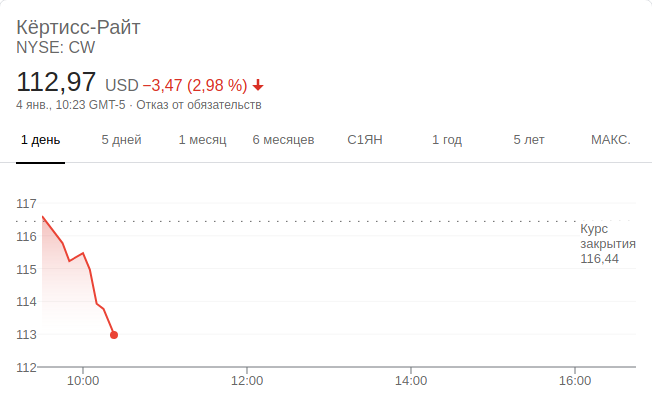 Кёртисс-Райт
NYSE: CW
112,97 USD −3,47 (2,98 %)
4 янв., 10:23 GMT-5 · Отказ от обязательств
1 день 5 дней 1 месяц 6 месяцев С1ЯН 1 год 5 лет МАКС.
117
116
115
114
113
112
Курс
закрытия
116,44
10:00 12:00 14:00 16:00